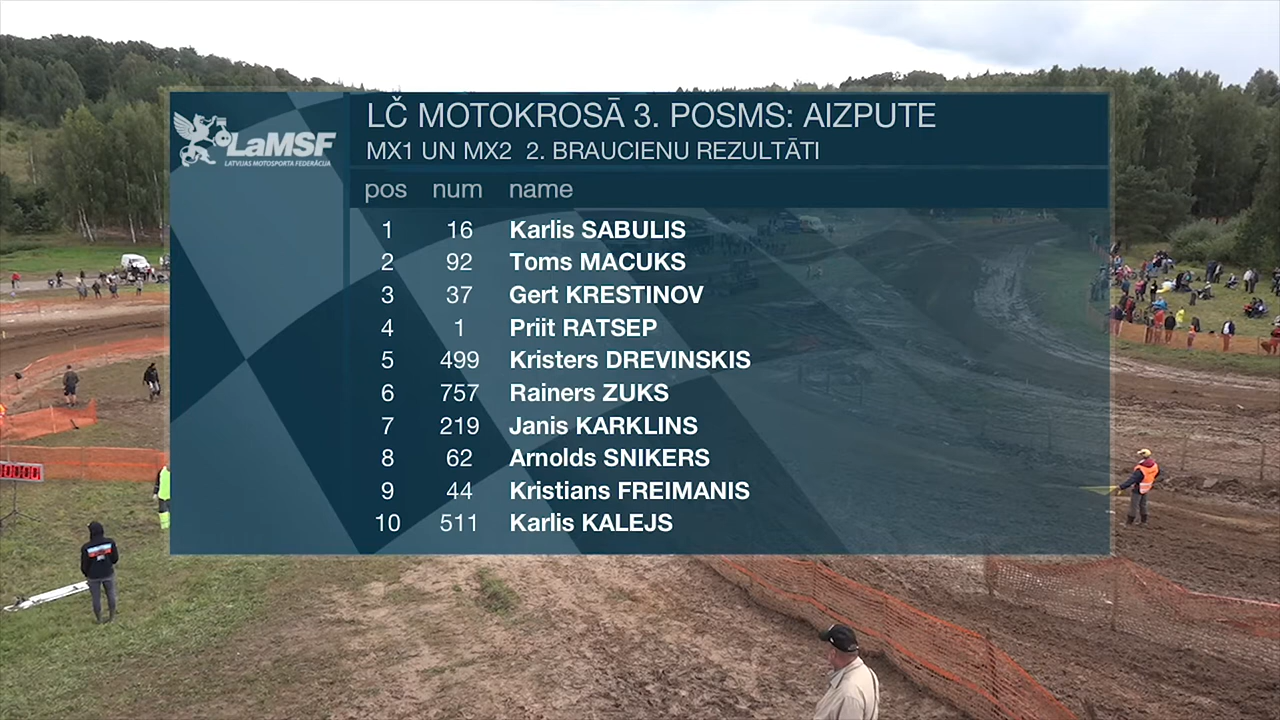 LaMSF
LATVIJAS MOTOSPORTA FEDERĀCIJA
LČ MOTOKROSĀ 3. POSMS: AIZPUTE
MX1 UN MX2 2. BRAUCIENU REZULTĀTI
pos num name
1 16 Karlis SABULIS
2 92 Toms MACUKS
3 37 Gert KRESTINOV
4 1 Priit RATSEP
5 499 Kristers DREVINSKIS
6 757 Rainers ZUKS
7 219 Janis KARKLINS
8 62 Arnolds SNIKERS
9 44 Kristians FREIMANIS
10 511 Karlis KALEJS